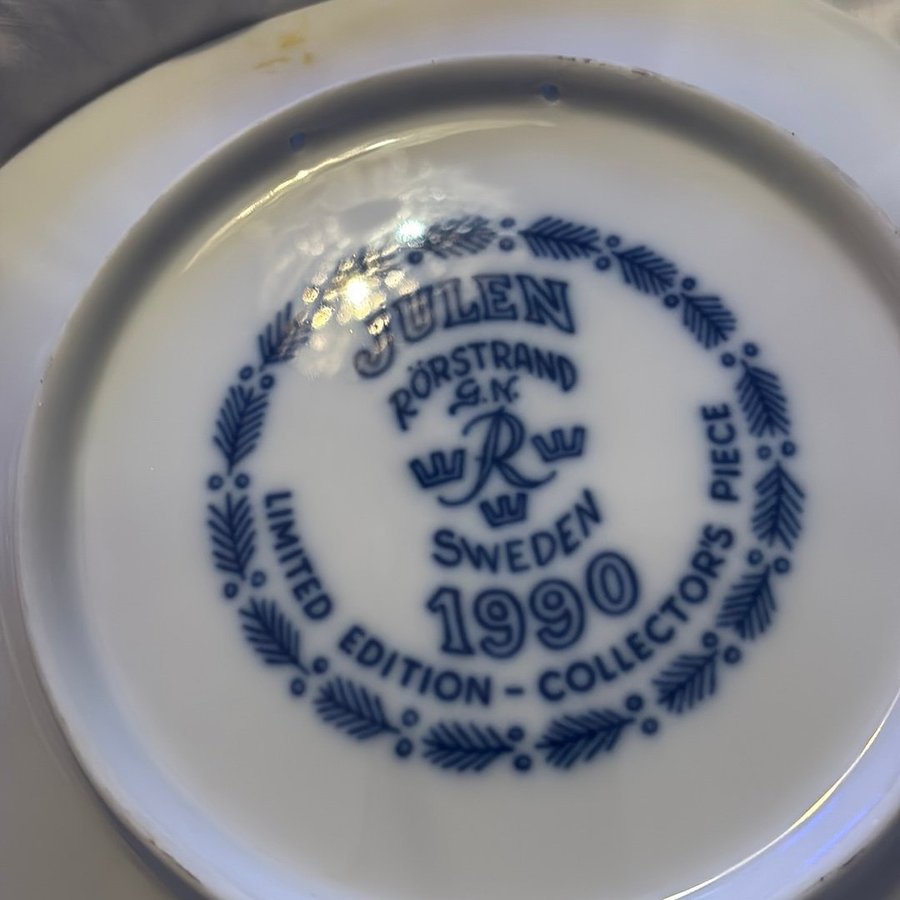 JULEN
RÖRSTRAND
G.N.
R
SWEDEN
1990
LIMITED EDITION - COLLECTOR'S PIECE